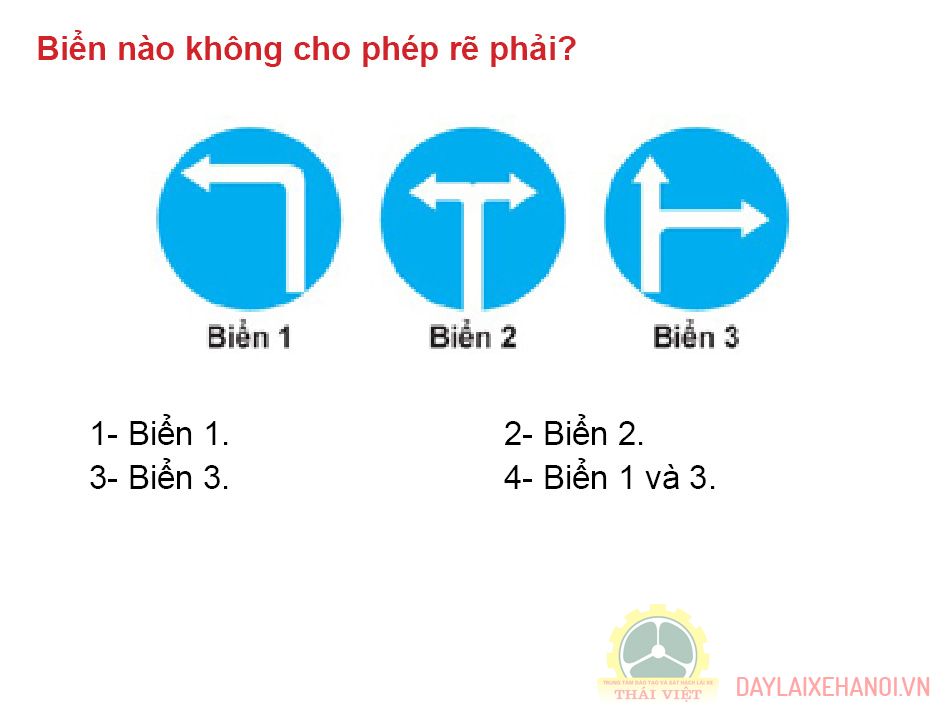 Biển nào không cho phép rẽ phải?
Biển 1 Biển 2 Biển 3
1- Biển 1. 2- Biển 2.
3- Biển 3. 4- Biển 1 và 3.
TRUNG TÂM ĐÀO TẠO VÀ SÁT HẠCH LÁI XE
THÁI VIỆT
DAYLAIXEHANOI.VN